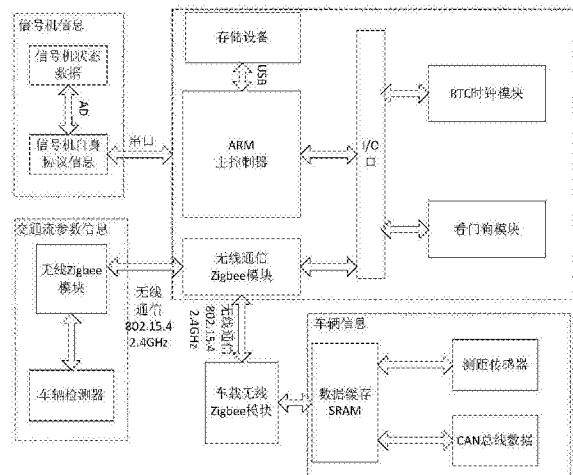 信号机信息
信号机状态
数据
AD
信号机自身
协议信息
串口
存储设备
USB
ARM
主控制器
I/O
口
RTC时钟模块
看门狗模块
无线通信
Zigbee模块
交通流参数信息
无线Zigbee
模块
车辆检测器
无线
通信
802.15.4
2.4GHz
无线通信
802.15.4
2.4GHz
车载无线
Zigbee模块
车辆信息
数据缓存
SRAM
测距传感器
CAN总线数据